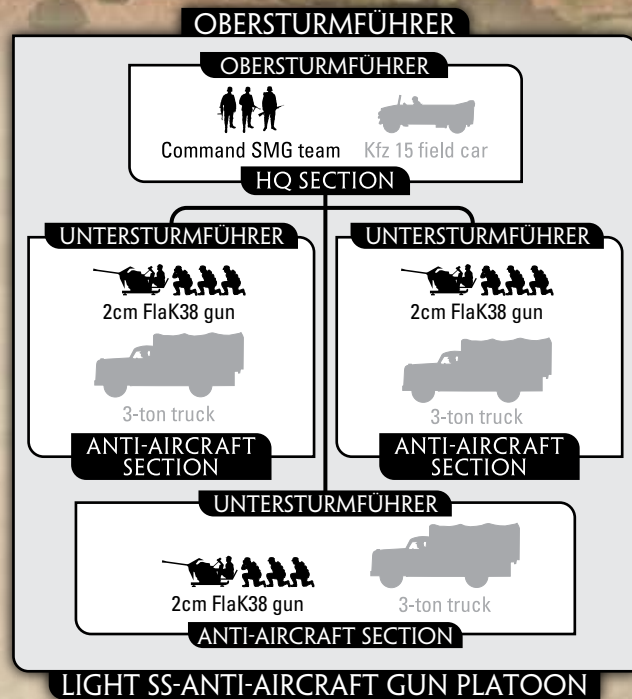 OBERSTURMFÜHRER
OBERSTURMFÜHRER
Command SMG team
Kfz 15 field car
HQ SECTION
UNTERSTURMFÜHRER
2cm FlaK38 gun
3-ton truck
ANTI-AIRCRAFT
SECTION
UNTERSTURMFÜHRER
2cm FlaK38 gun
3-ton truck
ANTI-AIRCRAFT
SECTION
UNTERSTURMFÜHRER
2cm FlaK38 gun
3-ton truck
ANTI-AIRCRAFT SECTION
LIGHT SS-ANTI-AIRCRAFT GUN PLATOON